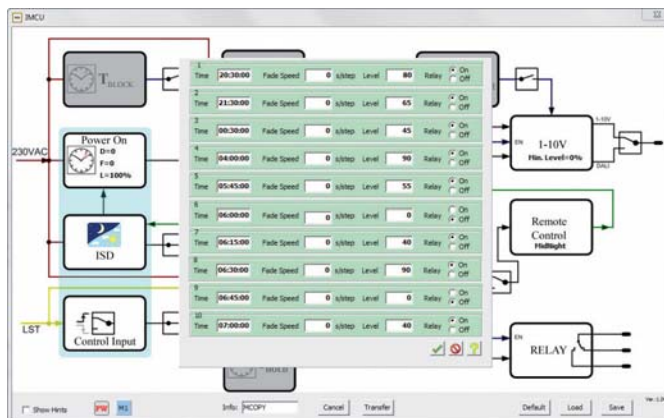 IMCU
T BLOCK
1
Time 20:30:00 Fade Speed 0 s/step Level 80 Relay On Off
2
Time 21:30:00 Fade Speed 0 s/step Level 65 Relay On Off
3
Time 00:30:00 Fade Speed 0 s/step Level 45 Relay On Off
4
Time 04:00:00 Fade Speed 0 s/step Level 90 Relay On Off
5
Time 05:45:00 Fade Speed 0 s/step Level 55 Relay On Off
6
Time 06:00:00 Fade Speed 0 s/step Level 0 Relay On Off
7
Time 06:15:00 Fade Speed 0 s/step Level 40 Relay On Off
8
Time 06:30:00 Fade Speed 0 s/step Level 90 Relay On Off
9
Time 06:45:00 Fade Speed 0 s/step Level 0 Relay On Off
10
Time 07:00:00 Fade Speed 0 s/step Level 40 Relay On Off
230VAC
Power On
D=0
F=0
L=100%
ISD
LST
Control Input
1-10V
EN
1-10V
Min. Level=0%
DALI
Remote
Control
Midnight
EN
RELAY
Show Hints
PW
M1
Info: MCOPY
Cancel
Transfer
Default
Load
Save